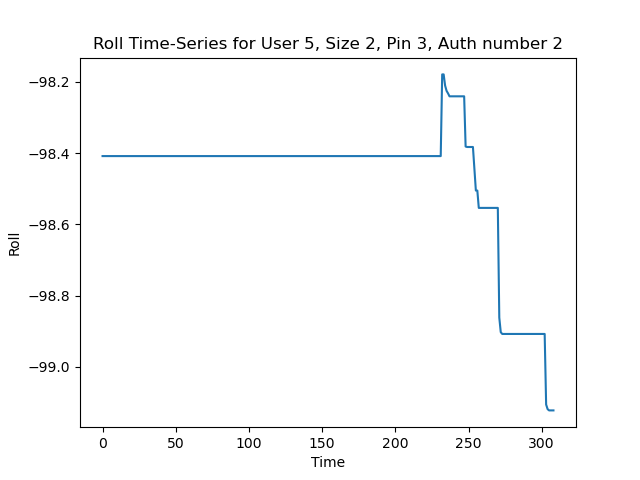 Roll Time-Series for User 5, Size 2, Pin 3, Auth number 2
−98.2
−98.4
−98.6
−98.8
−99.0
Roll
0 50 100 150 200 250 300
Time